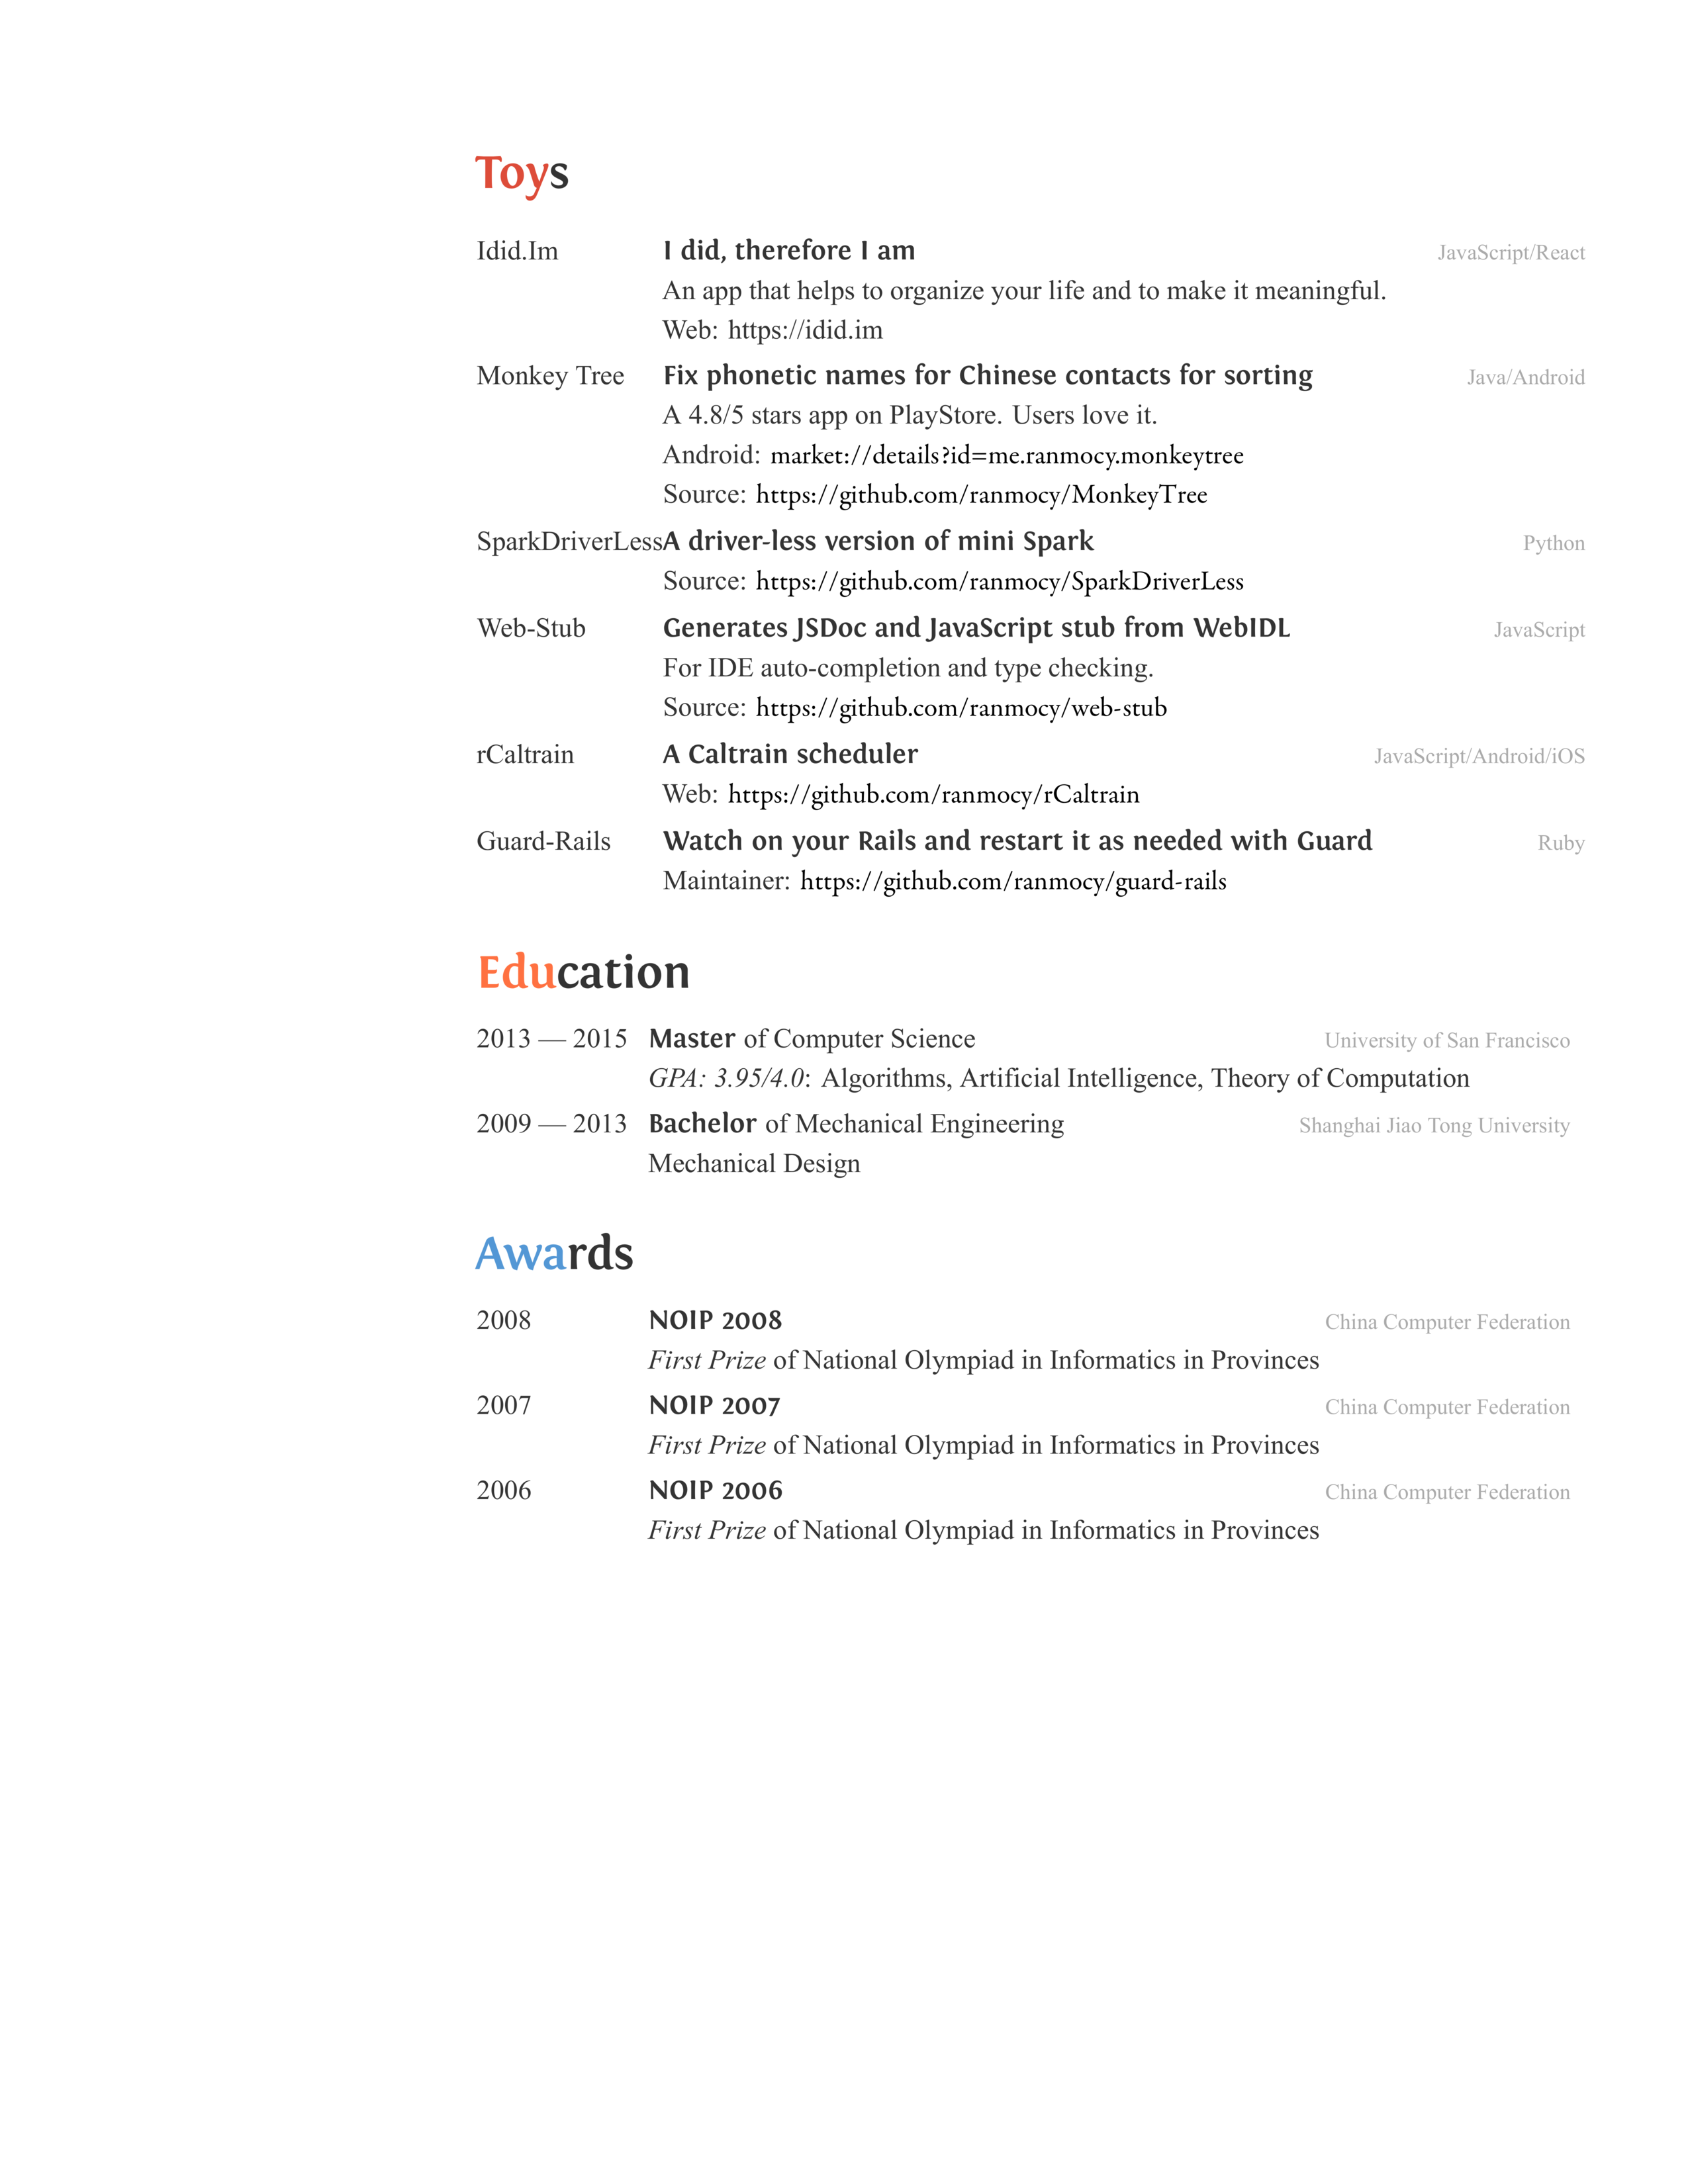 Toys
Idid.Im I did, therefore I am JavaScript/React
An app that helps to organize your life and to make it meaningful.
Web: https://idid.im
Monkey Tree Fix phonetic names for Chinese contacts for sorting Java/Android
A 4.8/5 stars app on PlayStore. Users love it.
Android: market://details?id=me.ranmocy.monkeytree
Source: https://github.com/ranmocy/MonkeyTree
SparkDriverLess A driver-less version of mini Spark Python
Source: https://github.com/ranmocy/SparkDriverLess
Web-Stub Generates JSDoc and JavaScript stub from WebIDL JavaScript
For IDE auto-completion and type checking.
Source: https://github.com/ranmocy/web-stub
rCaltrain A Caltrain scheduler JavaScript/Android/iOS
Web: https://github.com/ranmocy/rCaltrain
Guard-Rails Watch on your Rails and restart it as needed with Guard Ruby
Maintainer: https://github.com/ranmocy/guard-rails
Education
2013 — 2015 Master of Computer Science University of San Francisco
GPA: 3.95/4.0: Algorithms, Artificial Intelligence, Theory of Computation
2009 — 2013 Bachelor of Mechanical Engineering Shanghai Jiao Tong University
Mechanical Design
Awards
2008 NOIP 2008 China Computer Federation
First Prize of National Olympiad in Informatics in Provinces
2007 NOIP 2007 China Computer Federation
First Prize of National Olympiad in Informatics in Provinces
2006 NOIP 2006 China Computer Federation
First Prize of National Olympiad in Informatics in Provinces